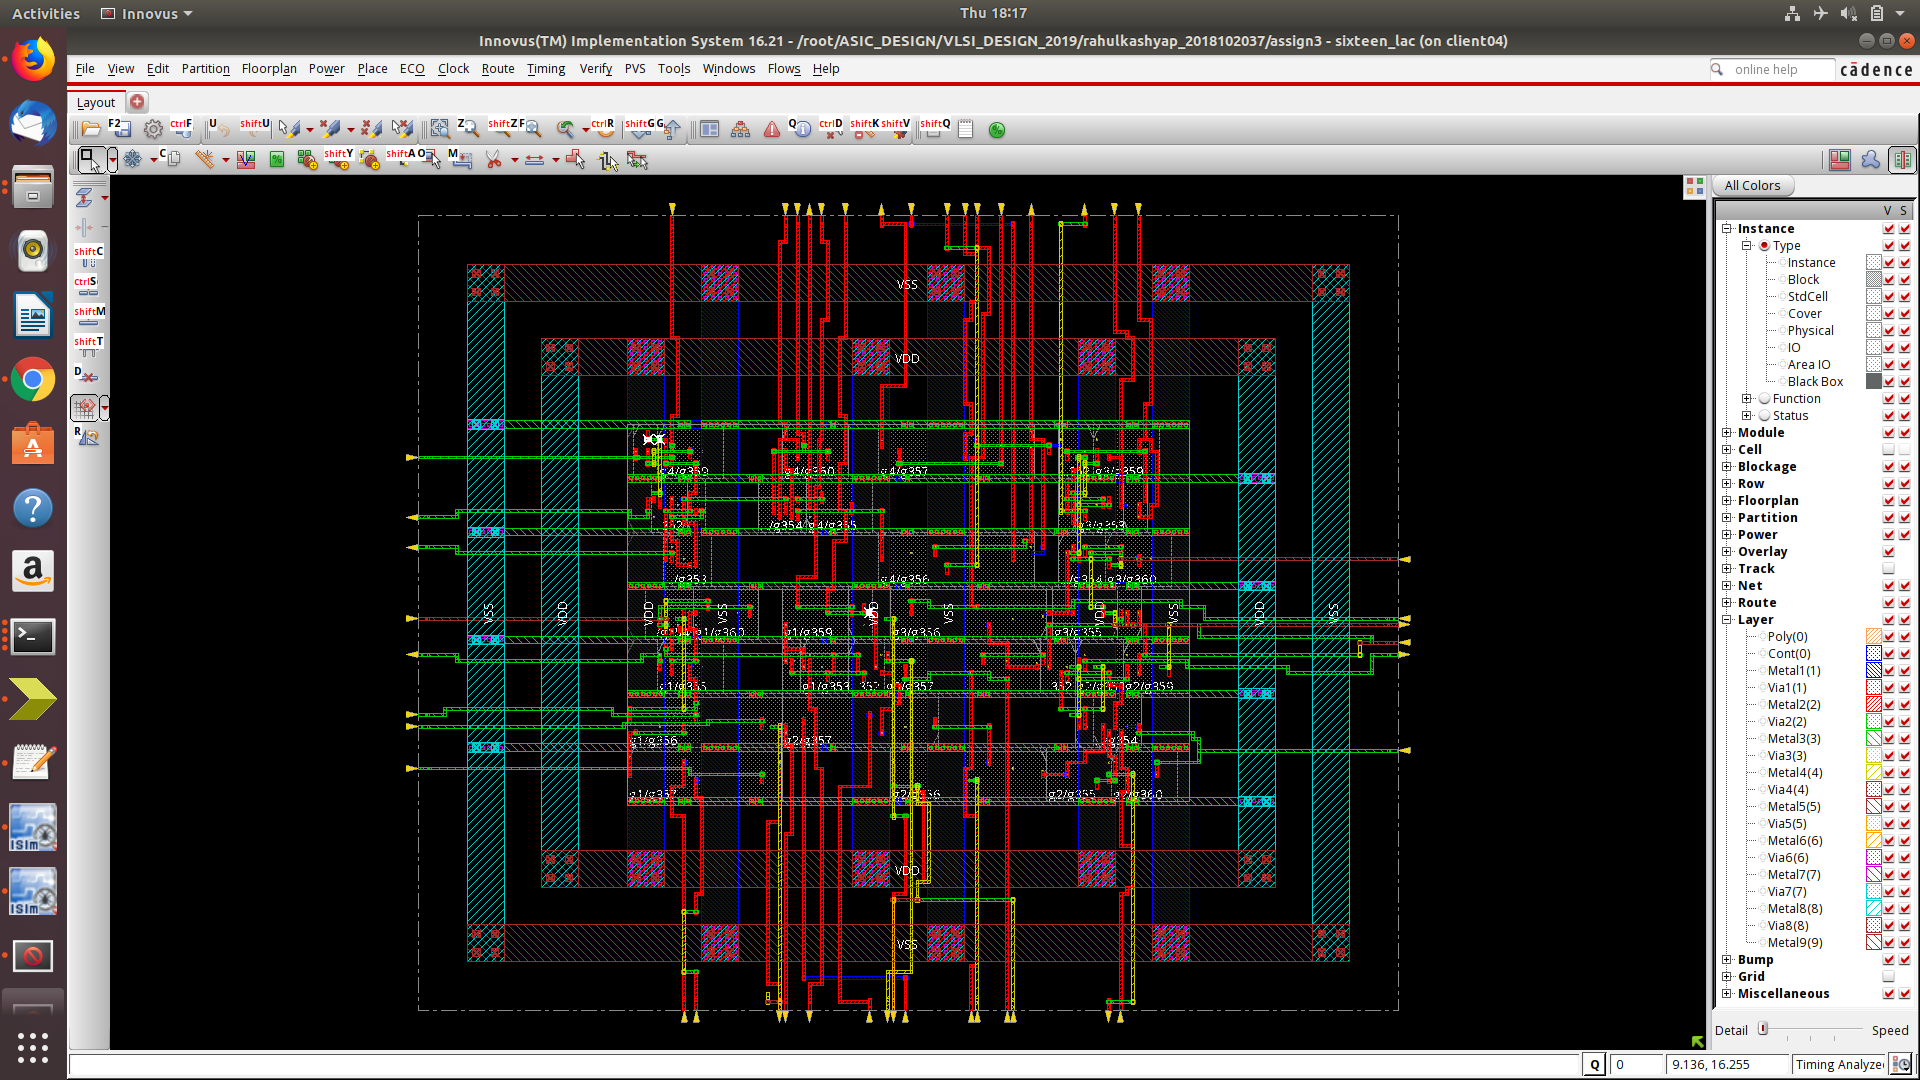 Activities
Innovus
Thu 18:17
Innovus(TM) Implementation System 16.21 - /root/ASIC_DESIGN/VLSI_DESIGN_2019/rahulkashyap_2018102037/assign3 - sixteen_lac (on client04)
File View Edit Partition Floorplan Power Place ECO Clock Route Timing Verify PVS Tools Windows Flows Help
online help
cādence
Layout
F2 CtrlF U ShiftU Z ShiftZ F CtrlR ShiftG G Q CtrlD ShiftK ShiftV ShiftQ
C ShiftY ShiftA O M
ShiftC
CtrlS
ShiftM
ShiftT
D
R
VSS
VDD
g4/g359 g4/g360 g4/g357
/g354 g4/g355 g3/g353
/g353 g4/g356 g3/g360
VSS VDD VDD VSS VDD VSS VDD VSS VDD VSS
g1/g360 g1/g359 g3/g356 g3/g355
g1/g355 g1/g353 352 g3/g357 352 g2/g359
g1/g356 g2/g357 g354
g1/g357 g2/g356 g2/g355 g2/g360
VDD
VSS
All Colors
V S
Instance
Type
Instance
Block
StdCell
Cover
Physical
IO
Area IO
Black Box
Function
Status
Module
Cell
Blockage
Row
Floorplan
Partition
Power
Overlay
Track
Net
Route
Layer
Poly(0)
Cont(0)
Metal1(1)
Via1(1)
Metal2(2)
Via2(2)
Metal3(3)
Via3(3)
Metal4(4)
Via4(4)
Metal5(5)
Via5(5)
Metal6(6)
Via6(6)
Metal7(7)
Via7(7)
Metal8(8)
Via8(8)
Metal9(9)
Bump
Grid
Miscellaneous
Detail Speed
Q 0 9.136, 16.255 Timing Analyze